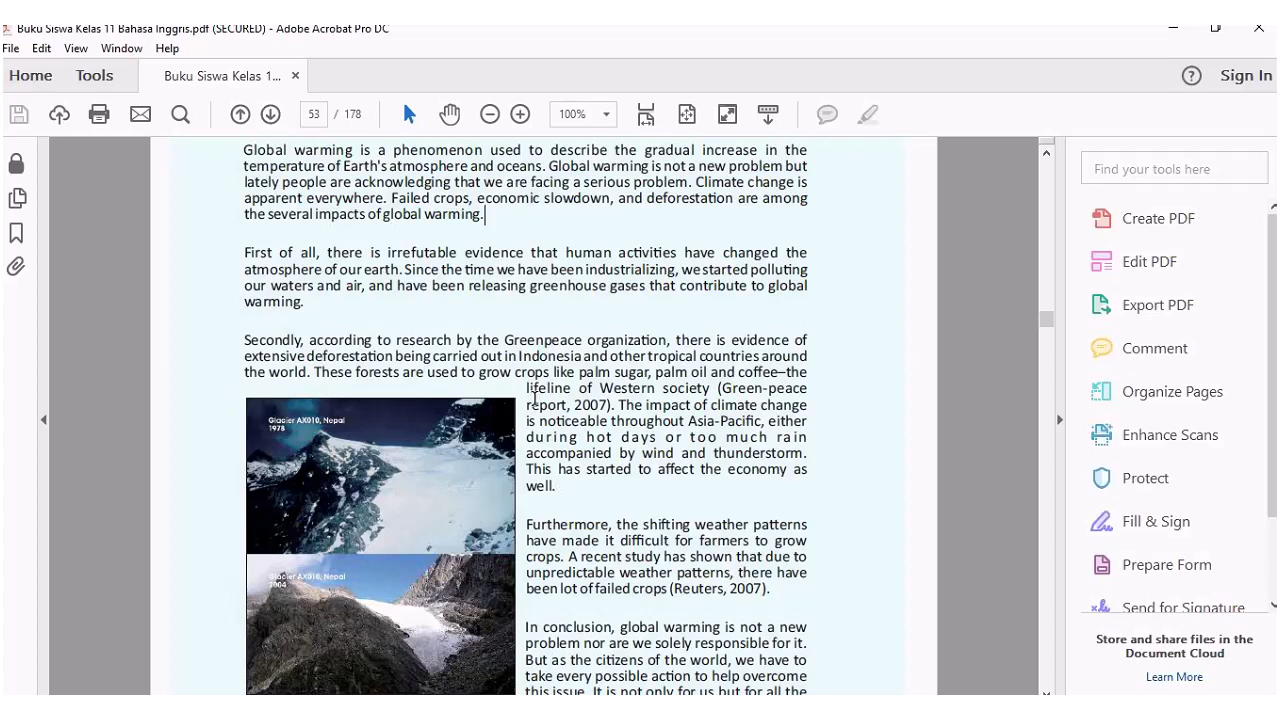 Buku Siswa Kelas 11 Bahasa Inggris.pdf (SECURED) - Adobe Acrobat Pro DC
File Edit View Window Help
Home Tools Buku Siswa Kelas 1... × Sign In
53 / 178 100%
Global warming is a phenomenon used to describe the gradual increase in the
temperature of Earth's atmosphere and oceans. Global warming is not a new problem but
lately people are acknowledging that we are facing a serious problem. Climate change is
apparent everywhere. Failed crops, economic slowdown, and deforestation are among
the several impacts of global warming.
First of all, there is irrefutable evidence that human activities have changed the
atmosphere of our earth. Since the time we have been industrializing, we started polluting
our waters and air, and have been releasing greenhouse gases that contribute to global
warming.
Secondly, according to research by the Greenpeace organization, there is evidence of
extensive deforestation being carried out in Indonesia and other tropical countries around
the world. These forests are used to grow crops like palm sugar, palm oil and coffee–the
lifeline of Western society (Green-peace
report, 2007). The impact of climate change
is noticeable throughout Asia-Pacific, either
during hot days or too much rain
accompanied by wind and thunderstorm.
This has started to affect the economy as
well.
Glacier AX010, Nepal
1978
Glacier AX010, Nepal
2004
Furthermore, the shifting weather patterns
have made it difficult for farmers to grow
crops. A recent study has shown that due to
unpredictable weather patterns, there have
been lot of failed crops (Reuters, 2007).
In conclusion, global warming is not a new
problem nor are we solely responsible for it.
But as the citizens of the world, we have to
take every possible action to help overcome
this issue. It is not only for us but for all the
Find your tools here
Create PDF
Edit PDF
Export PDF
Comment
Organize Pages
Enhance Scans
Protect
Fill & Sign
Prepare Form
Send for Signature
Store and share files in the
Document Cloud
Learn More